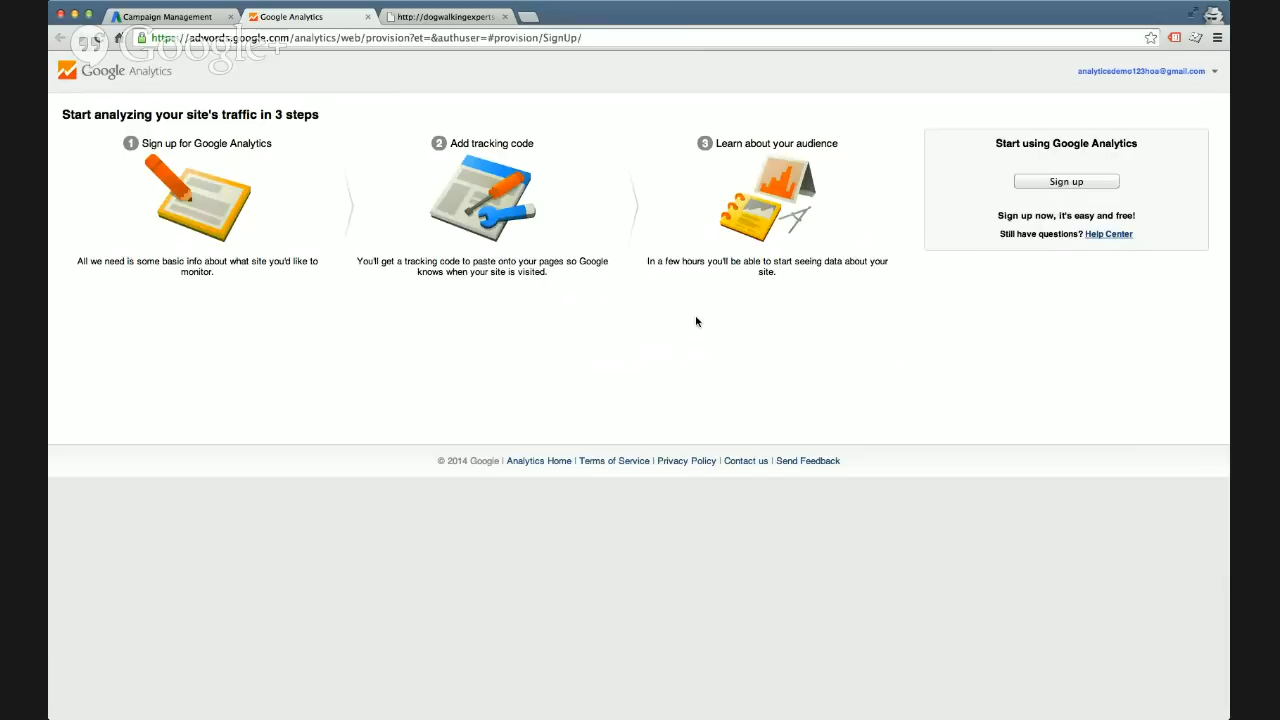 Campaign Management
Google Analytics
http://dogwalkingexperts
https://adwords.google.com/analytics/web/provision?et=&authuser=#provision/SignUp/
Google+
Google Analytics
analyticsdemo123hoa@gmail.com
Start analyzing your site's traffic in 3 steps
1 Sign up for Google Analytics
2 Add tracking code
3 Learn about your audience
Start using Google Analytics
Sign up
Sign up now, it's easy and free!
Still have questions? Help Center
All we need is some basic info about what site you'd like to
monitor.
You'll get a tracking code to paste onto your pages so Google
knows when your site is visited.
In a few hours you'll be able to start seeing data about your
site.
© 2014 Google | Analytics Home | Terms of Service | Privacy Policy | Contact us | Send Feedback